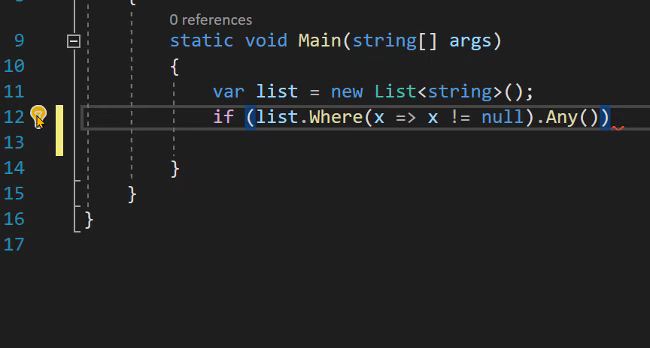 {
0 references
9 static void Main(string[] args)
10 {
11 var list = new List<string>();
12 if (list.Where(x => x != null).Any())
13
14 }
15 }
16 }
17